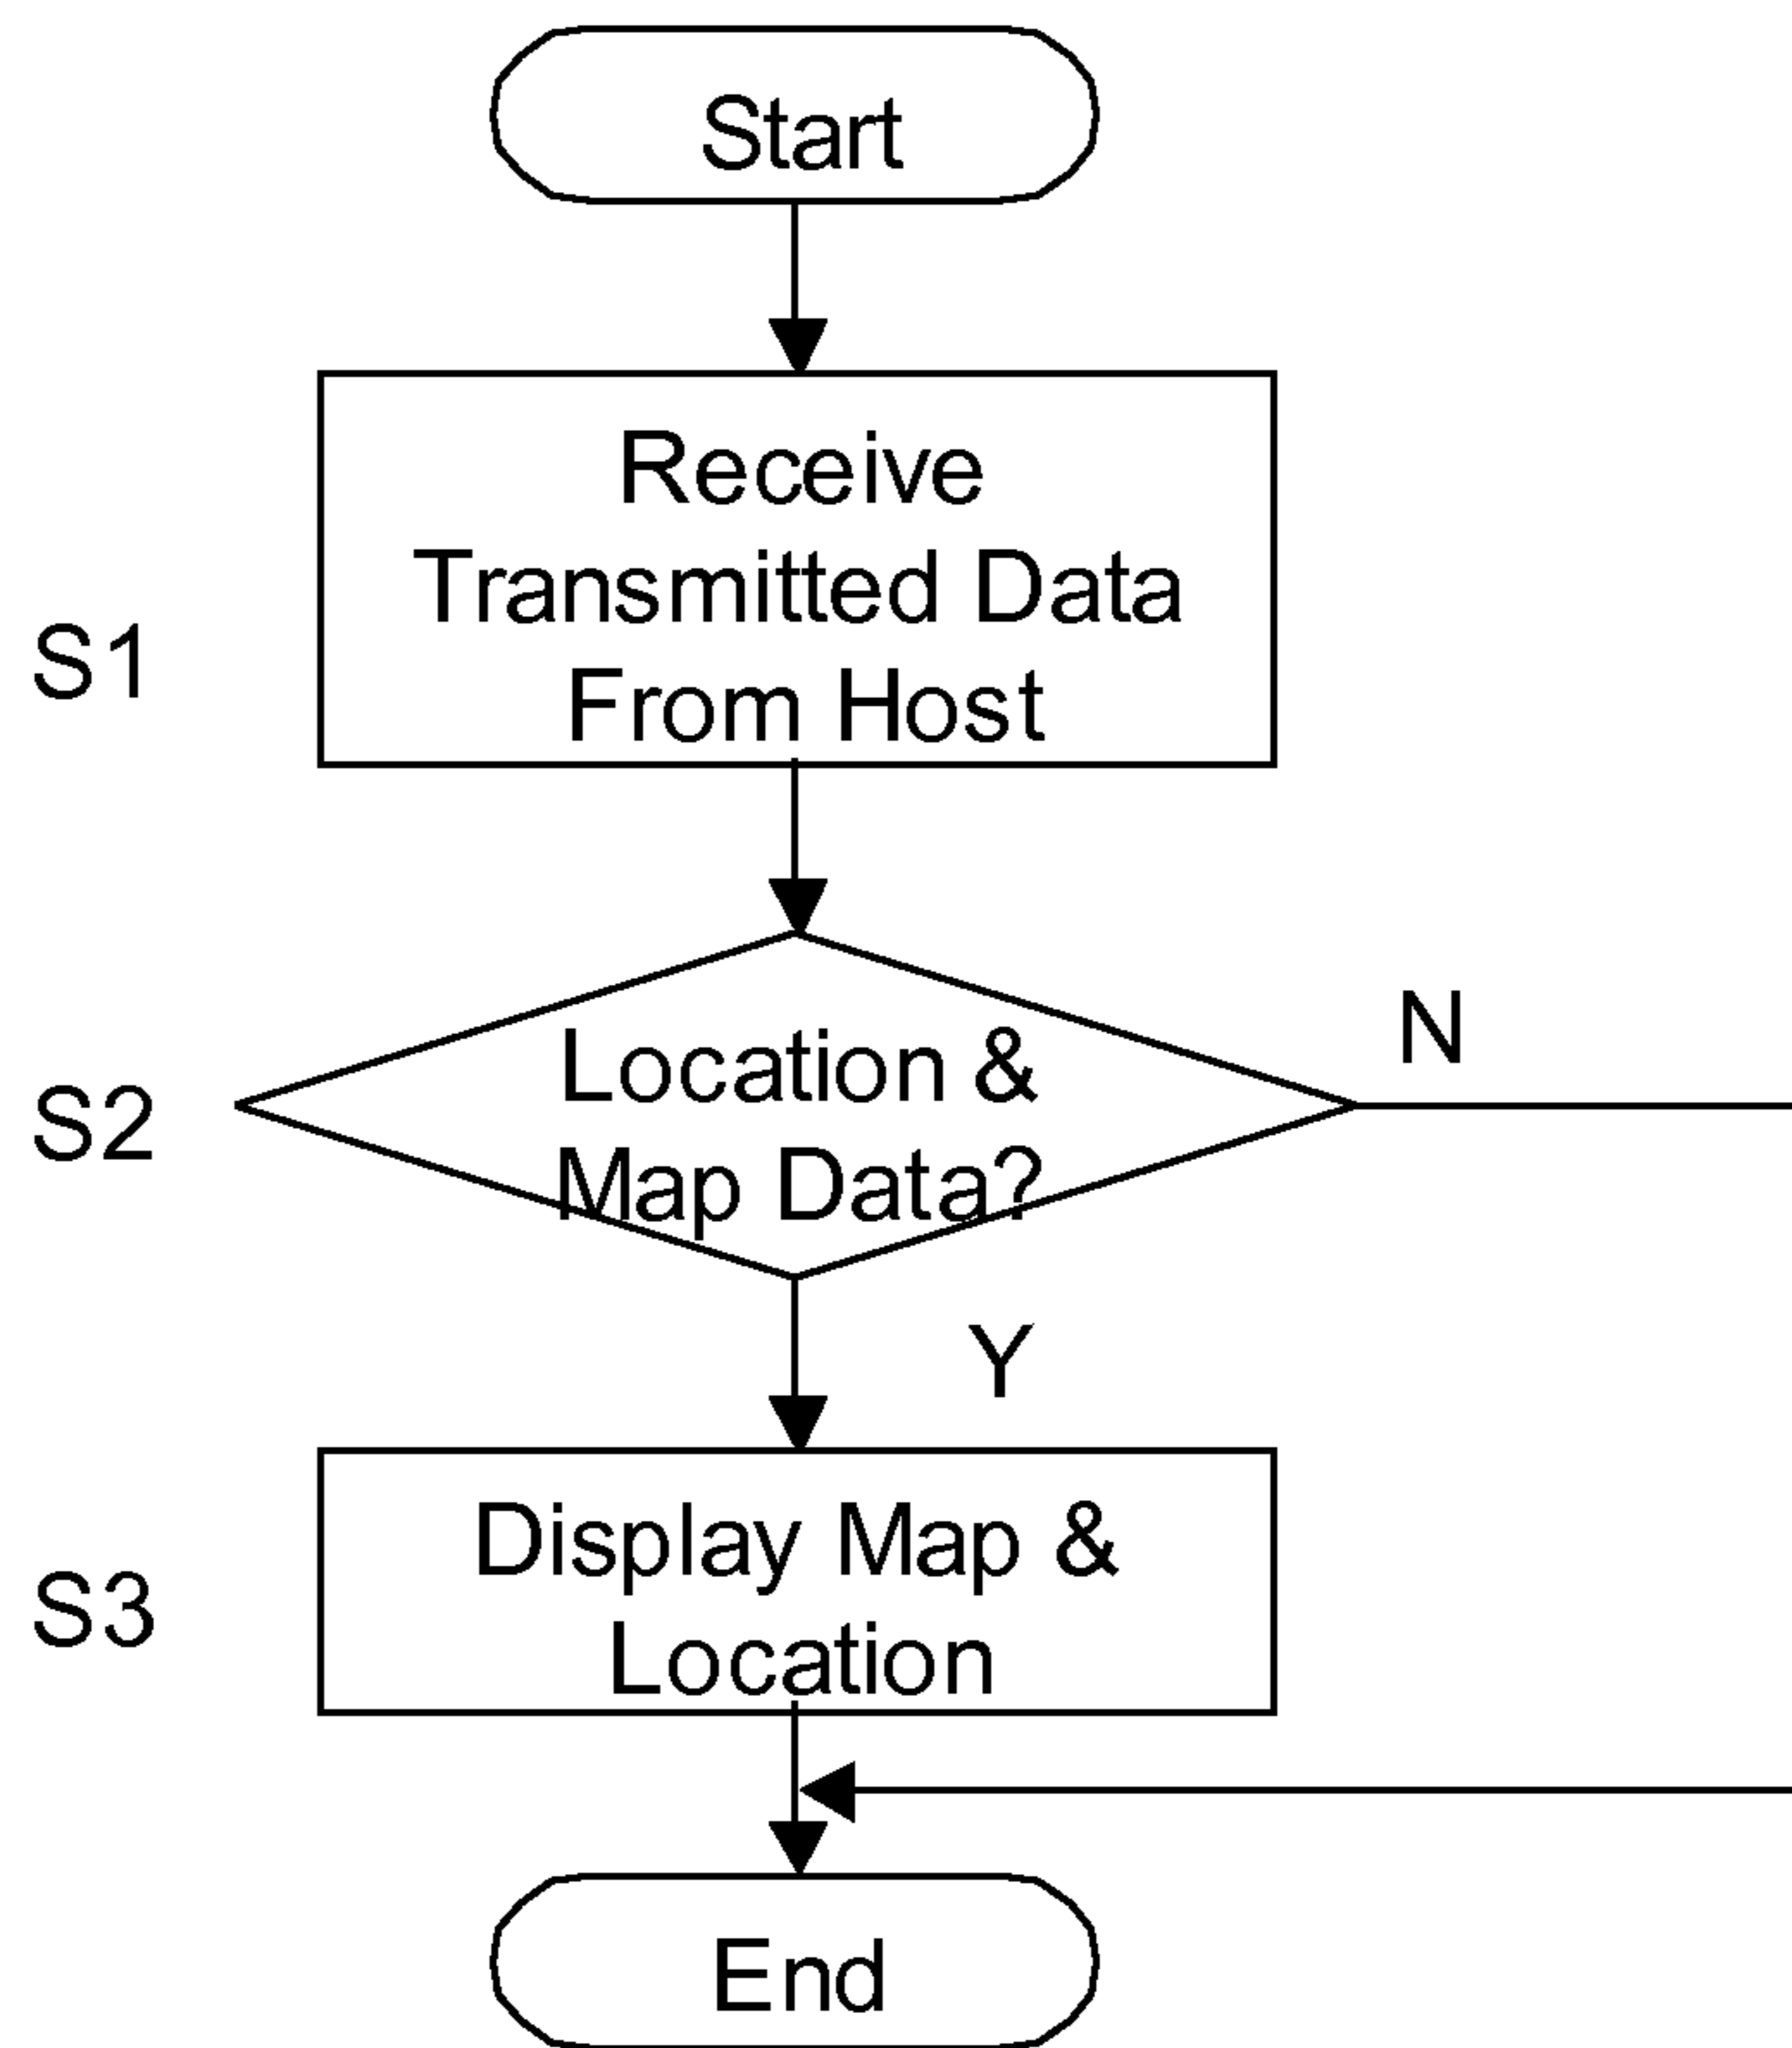 Start
Receive
Transmitted Data
From Host
S1
Location &
Map Data?
N
S2
Y
Display Map &
Location
S3
End